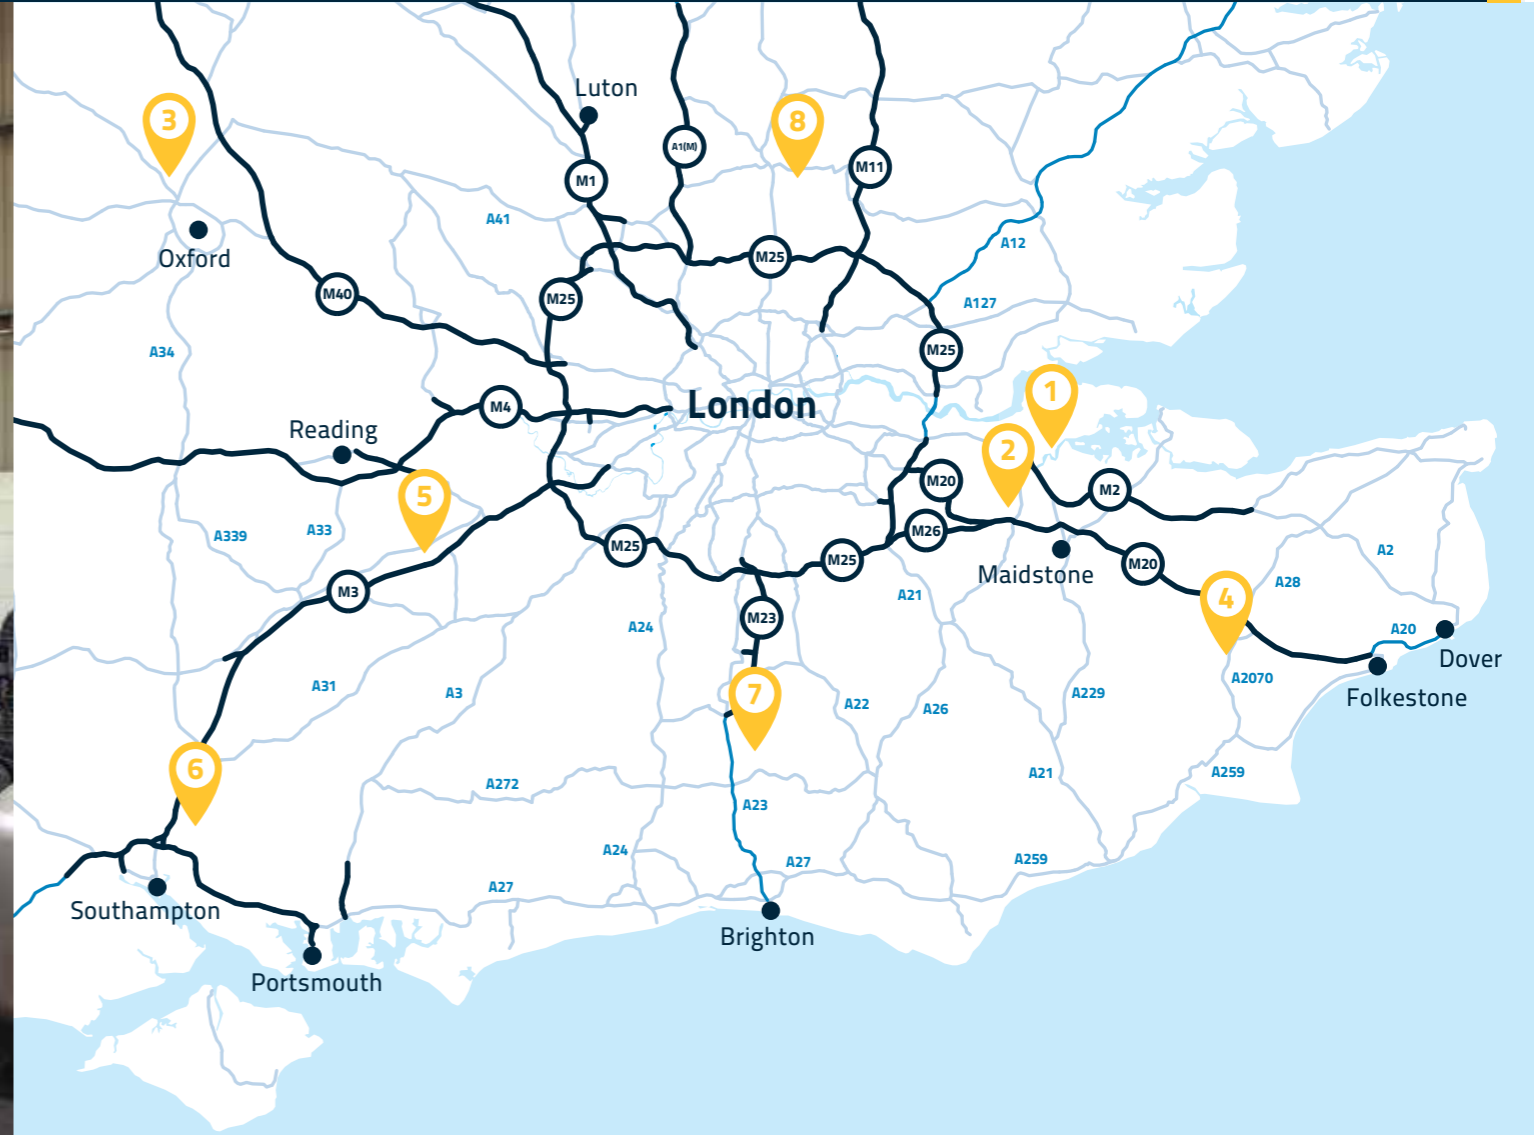 Luton
3
8
A1(M)
M11
M1
A41
Oxford
A12
M25
M40
M25
A127
A34
M25
1
M4
London
Reading
2
M20
M2
5
A339
A33
M26
M25
M25
A2
Maidstone
M20
A28
M3
A21
4
M23
A24
A20
Dover
A31
A3
7
A22
A26
A229
A2070
Folkestone
6
A272
A21
A259
A23
A24
A27
A259
A27
Southampton
Brighton
Portsmouth